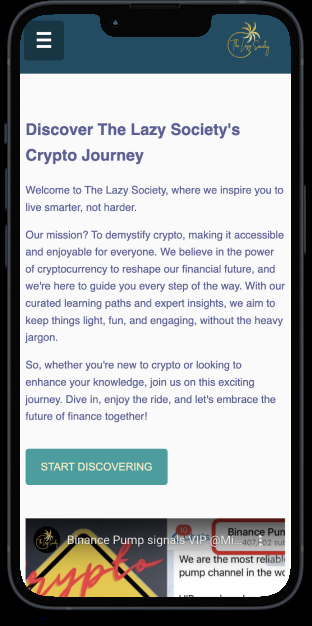 The Lazy Society
Discover The Lazy Society's
Crypto Journey
Welcome to The Lazy Society, where we inspire you to
live smarter, not harder.
Our mission? To demystify crypto, making it accessible
and enjoyable for everyone. We believe in the power
of cryptocurrency to reshape our financial future, and
we're here to guide you every step of the way. With our
curated learning paths and expert insights, we aim to
keep things light, fun, and engaging, without the heavy
jargon.
So, whether you're new to crypto or looking to
enhance your knowledge, join us on this exciting
journey. Dive in, enjoy the ride, and let's embrace the
future of finance together!
START DISCOVERING
10
Binance Pum
Binance Pump signals VIP @Mi...
We are the most reliable
pump channel in the wo
crypto